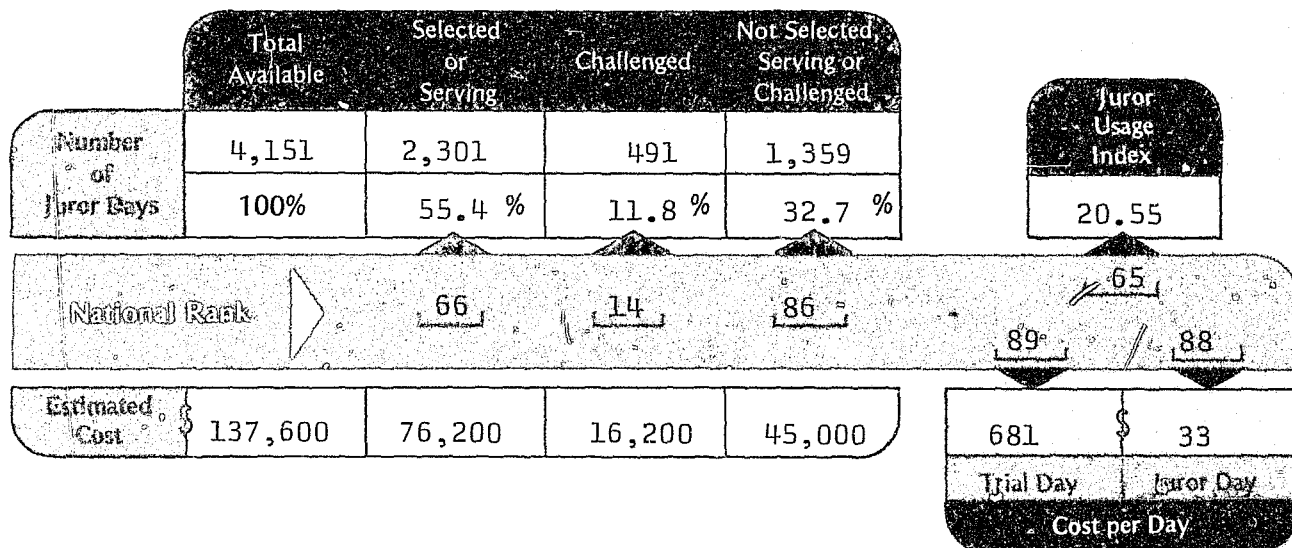 Total Available
Selected or Serving
Challenged
Not Selected, Serving or Challenged
Juror Usage Index
Number of Juror Days
4,151 2,301 491 1,359
100% 55.4 % 11.8 % 32.7 %
20.55
National Rank
66 14 86 65
89 88
Estimated Cost
$ 137,600 76,200 16,200 45,000
681 $ 33
Trial Day Juror Day
Cost per Day